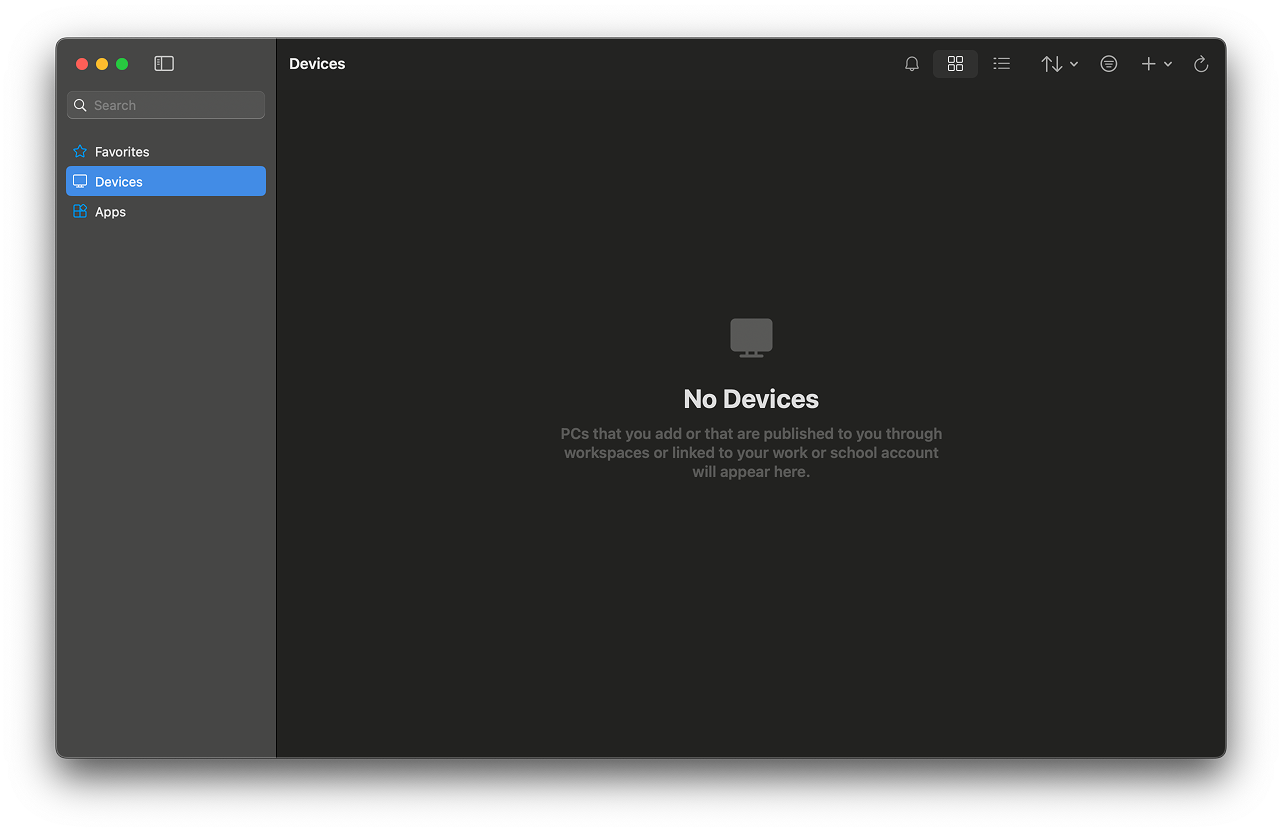 Devices
Search
Favorites
Devices
Apps
No Devices
PCs that you add or that are published to you through
workspaces or linked to your work or school account
will appear here.